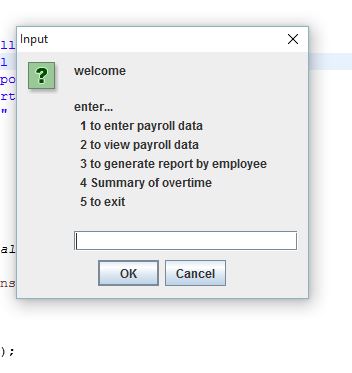 Input
ll
welcome
l
po
rt
"
enter...
1 to enter payroll data
2 to view payroll data
3 to generate report by employee
4 Summary of overtime
5 to exit
al
OK
Cancel
ns
);